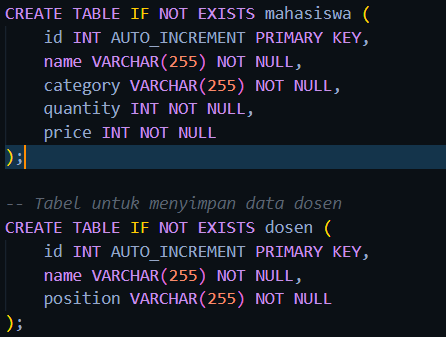 CREATE TABLE IF NOT EXISTS mahasiswa (
    id INT AUTO_INCREMENT PRIMARY KEY,
    name VARCHAR(255) NOT NULL,
    category VARCHAR(255) NOT NULL,
    quantity INT NOT NULL,
    price INT NOT NULL
);
-- Tabel untuk menyimpan data dosen
CREATE TABLE IF NOT EXISTS dosen (
    id INT AUTO_INCREMENT PRIMARY KEY,
    name VARCHAR(255) NOT NULL,
    position VARCHAR(255) NOT NULL
);